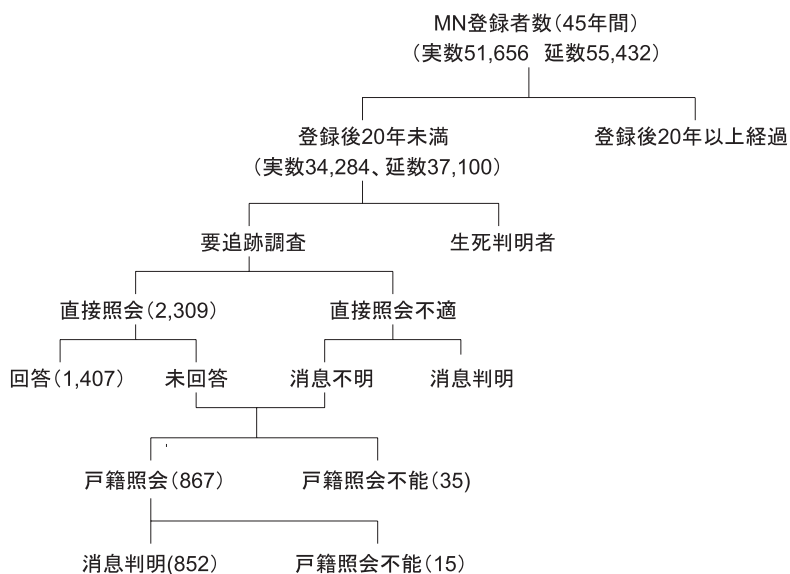 MN登録者数（45年間）
（実数51,656　延数55,432）
登録後20年未満
登録後20年以上経過
（実数34,284、延数37,100）
要追跡調査
生死判明者
直接照会（2,309）
直接照会不適
回答（1,407）
未回答
消息不明
消息判明
戸籍照会（867）
戸籍照会不能（35)
消息判明(852）
戸籍照会不能（15）